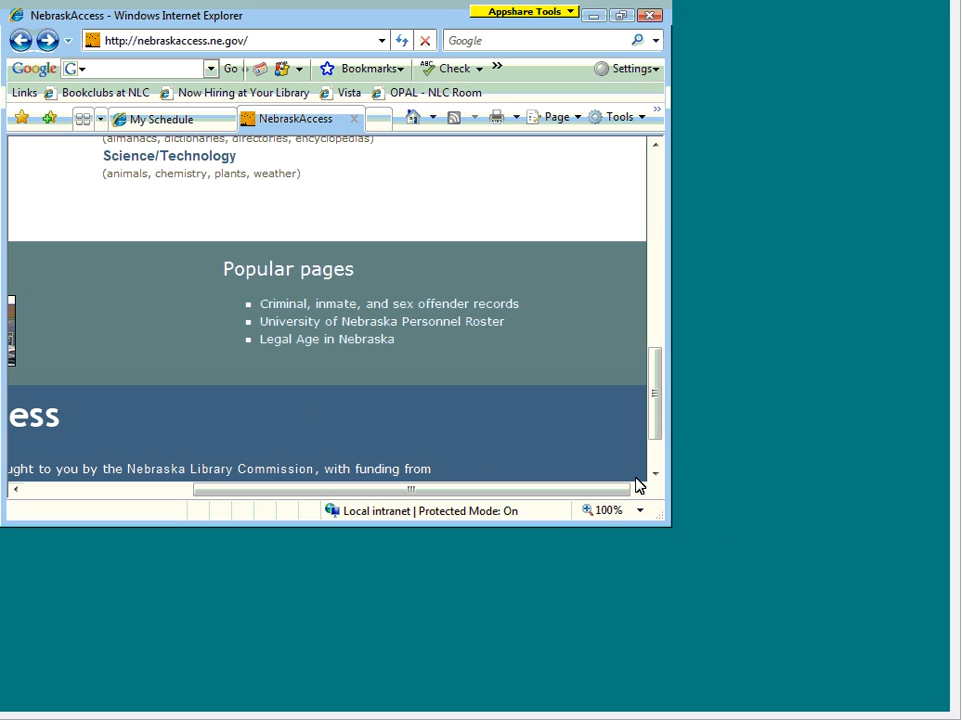 NebraskAccess - Windows Internet Explorer
Appshare Tools
http://nebraskaccess.ne.gov/
Google
Google G Go Bookmarks ABC Check » Settings
Links Bookclubs at NLC Now Hiring at Your Library Vista OPAL - NLC Room
My Schedule NebraskAccess Page Tools »
(almanacs, dictionaries, directories, encyclopedias)
Science/Technology
(animals, chemistry, plants, weather)
Popular pages
Criminal, inmate, and sex offender records
University of Nebraska Personnel Roster
Legal Age in Nebraska
ess
ught to you by the Nebraska Library Commission, with funding from
Local intranet | Protected Mode: On
100%